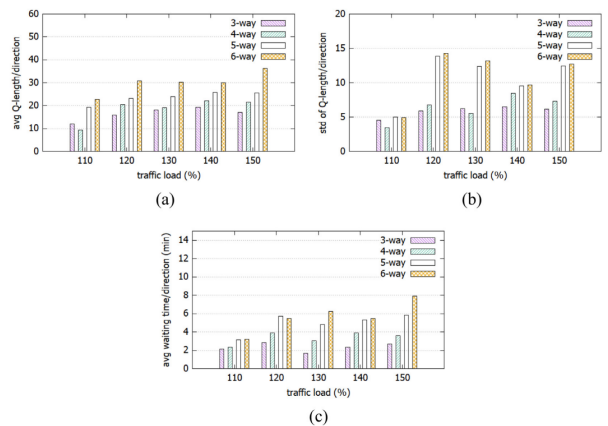 avg Q-length/direction
60
50
40
30
20
10
0
3-way
4-way
5-way
6-way
110 120 130 140 150
traffic load (%)
(a)
std of Q-length/direction
20
15
10
5
0
3-way
4-way
5-way
6-way
110 120 130 140 150
traffic load (%)
(b)
avg waiting time/direction (min)
14
12
10
8
6
4
2
0
3-way
4-way
5-way
6-way
110 120 130 140 150
traffic load (%)
(c)